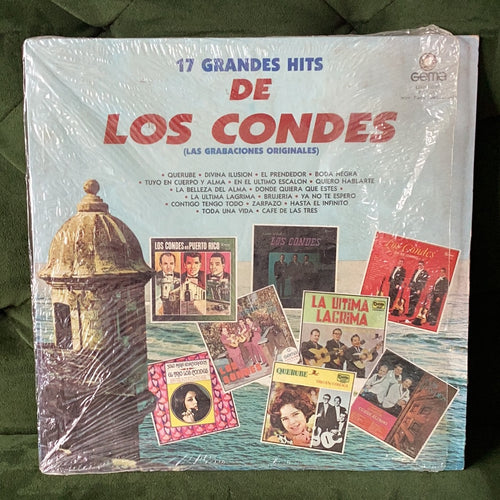 17 GRANDES HITS
Gema
DE
LOS CONDES
(LAS GRABACIONES ORIGINALES)
• QUERUBE • DIVINA ILUSION • EL PRENDEDOR • BODA NEGRA
• TUYO EN CUERPO Y ALMA • EN EL ULTIMO ESCALON • QUIERO HABLARTE
• LA BELLEZA DEL ALMA • DONDE QUIERA QUE ESTES •
• LA ULTIMA LAGRIMA • BRUJERIA • YA NO TE ESPERO
• CONTIGO TENGO TODO • ZARPAZO • HASTA EL INFINITO
• TODA UNA VIDA • CAFE DE LAS TRES
LOS CONDES en PUERTO RICO
LOS CONDES
Los Condes
LA ULTIMA
LAGRIMA
QUERUBE